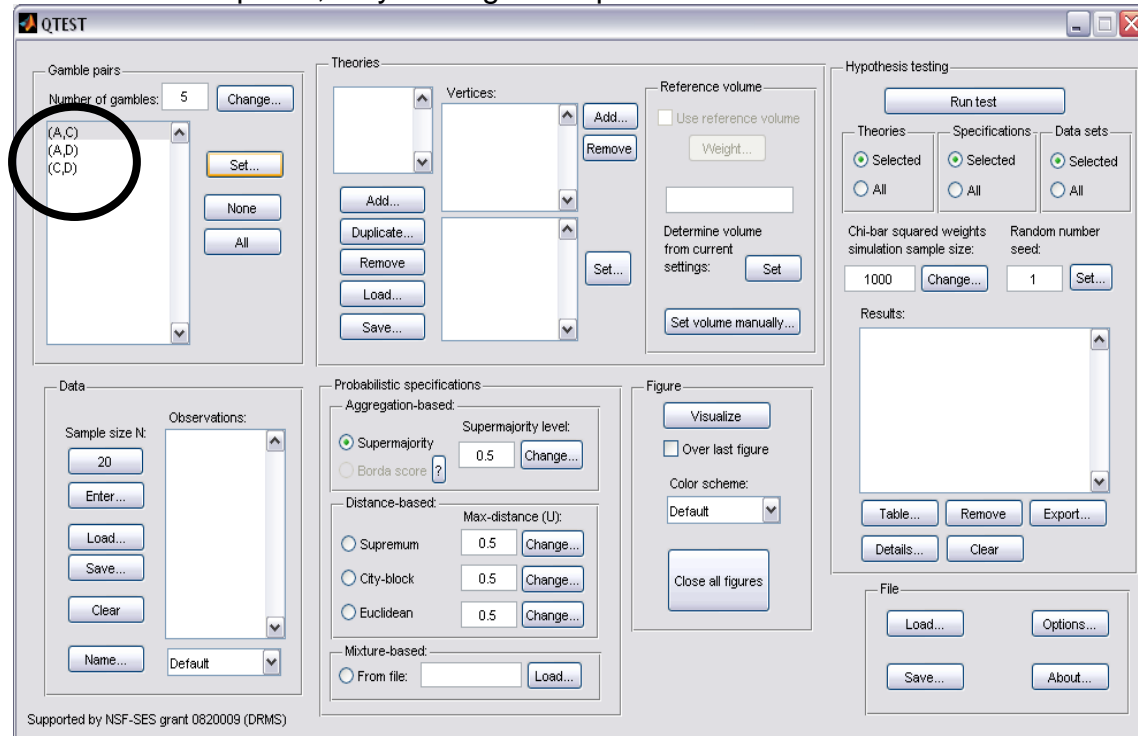 QTEST
Gamble pairs
Number of gambles: 5 Change...
(A,C)
(A,D)
(C,D)
Set...
None
All
Theories
Vertices:
Add...
Remove
Add...
Duplicate...
Remove
Load...
Save...
Set...
Reference volume
Use reference volume
Weight...
Determine volume
from current
settings: Set
Set volume manually...
Hypothesis testing
Run test
Theories
Selected
All
Specifications
Selected
All
Data sets
Selected
All
Chi-bar squared weights
simulation sample size:
1000 Change...
Random number
seed:
1 Set...
Results:
Table... Remove Export...
Details... Clear
Data
Sample size N:
20
Enter...
Load...
Save...
Clear
Name... Default
Observations:
Probabilistic specifications
Aggregation-based:
Supermajority level:
Supermajority 0.5 Change...
Borda score ?
Distance-based:
Max-distance (U):
Supremum 0.5 Change...
City-block 0.5 Change...
Euclidean 0.5 Change...
Mixture-based:
From file: Load...
Figure
Visualize
Over last figure
Color scheme:
Default
Close all figures
File
Load... Options...
Save... About...
Supported by NSF-SES grant 0820009 (DRMS)